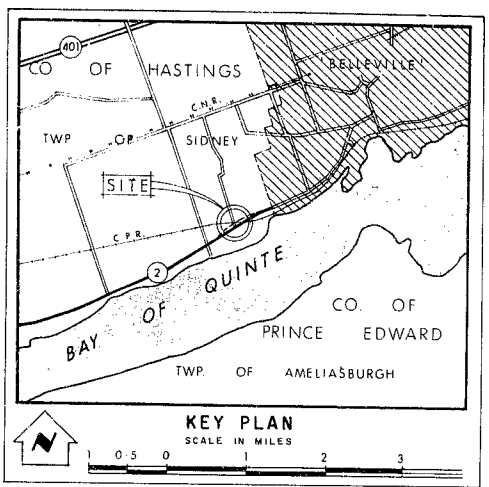 401
CO OF HASTINGS
'BELLEVILLE'
C.N.R.
TWP OF SIDNEY
SITE
C.P.R.
2
BAY OF QUINTE
CO. OF
PRINCE EDWARD
TWP. OF AMELIASBURGH
KEY PLAN
SCALE IN MILES
N
1 0·5 0 1 2 3